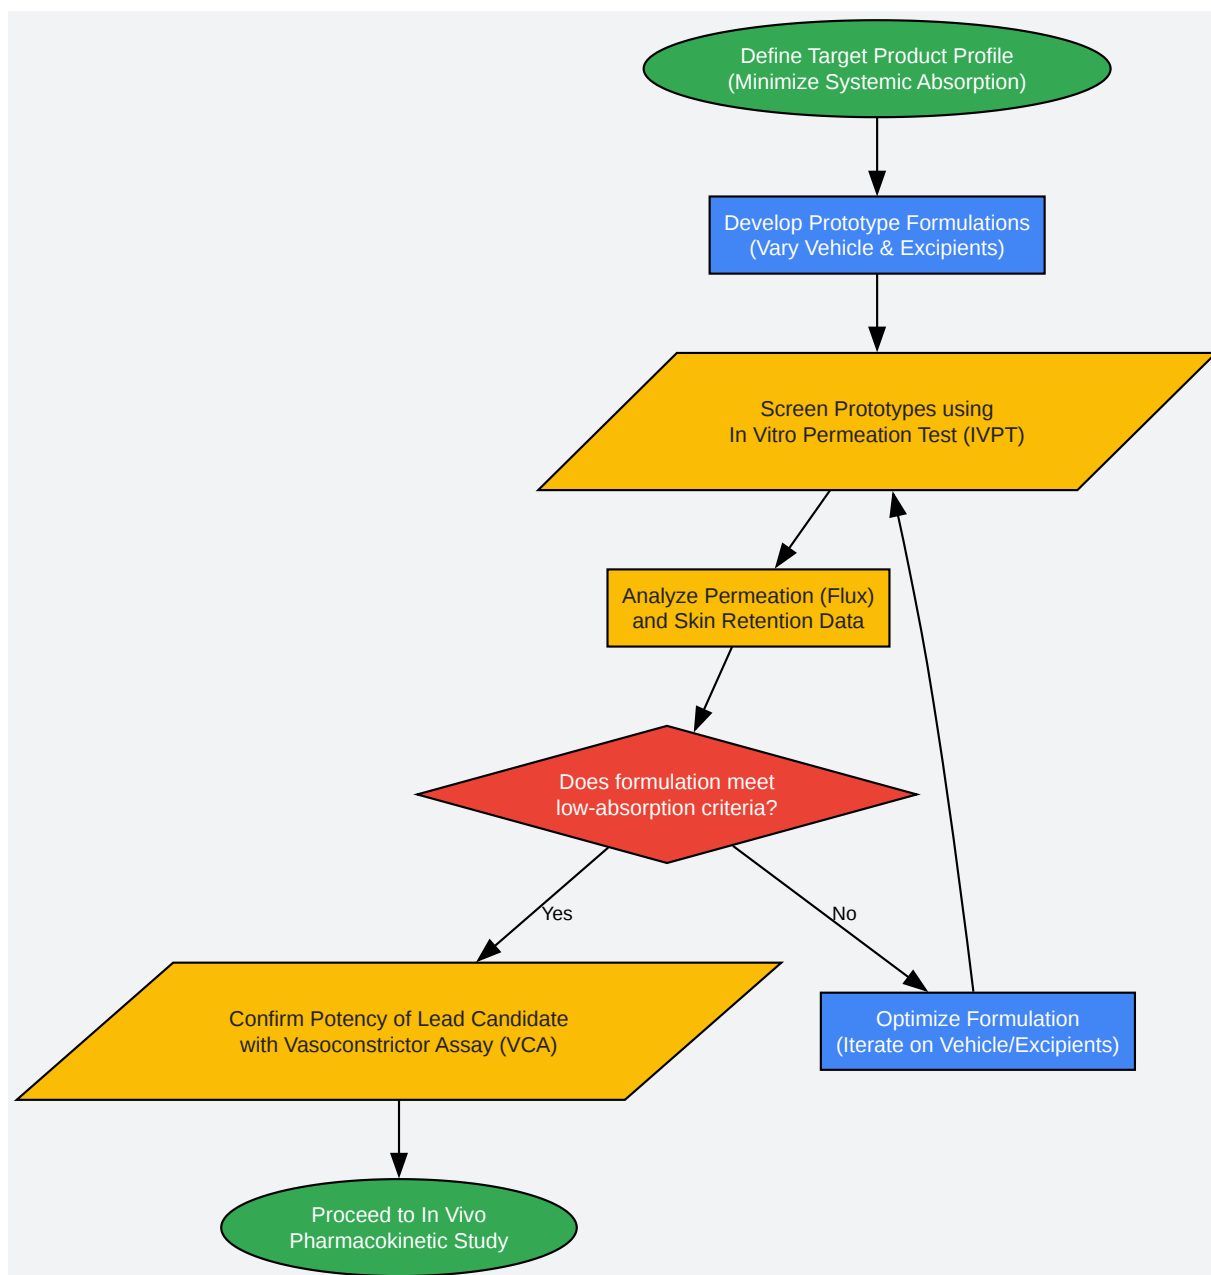 Define Target Product Profile
(Minimize Systemic Absorption)
Develop Prototype Formulations
(Vary Vehicle & Excipients)
Screen Prototypes using
In Vitro Permeation Test (IVPT)
Analyze Permeation (Flux)
and Skin Retention Data
Does formulation meet
low-absorption criteria?
Yes
No
Confirm Potency of Lead Candidate
with Vasoconstrictor Assay (VCA)
Optimize Formulation
(Iterate on Vehicle/Excipients)
Proceed to In Vivo
Pharmacokinetic Study